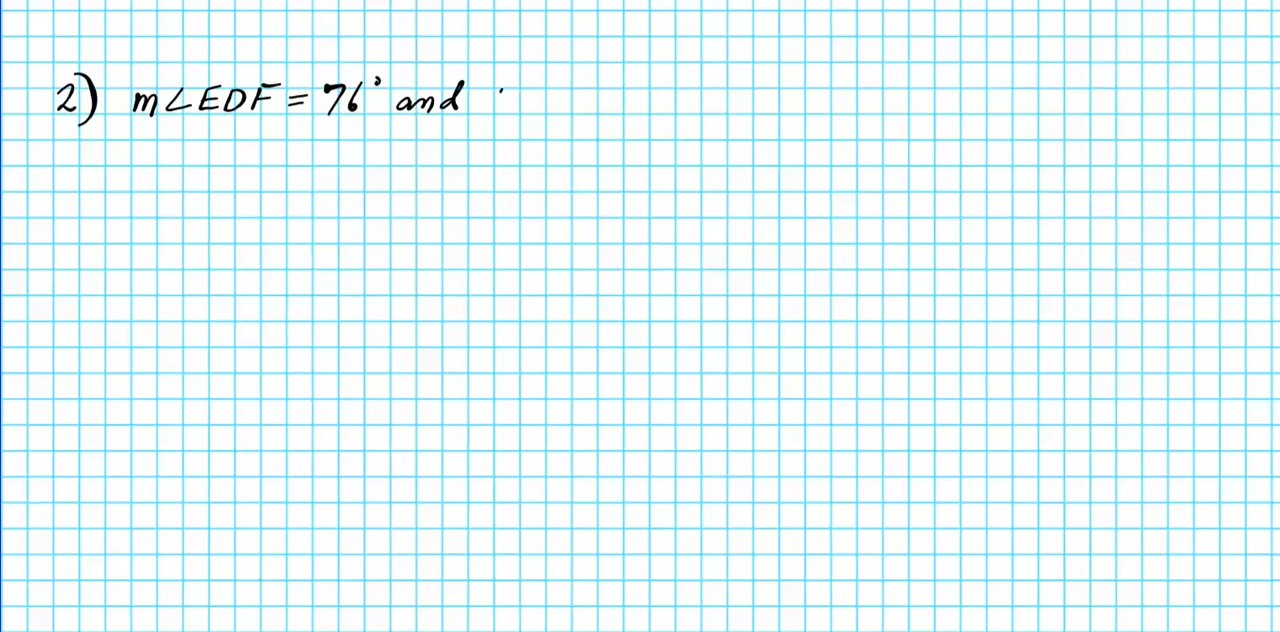 2) m∠EDF = 76° and